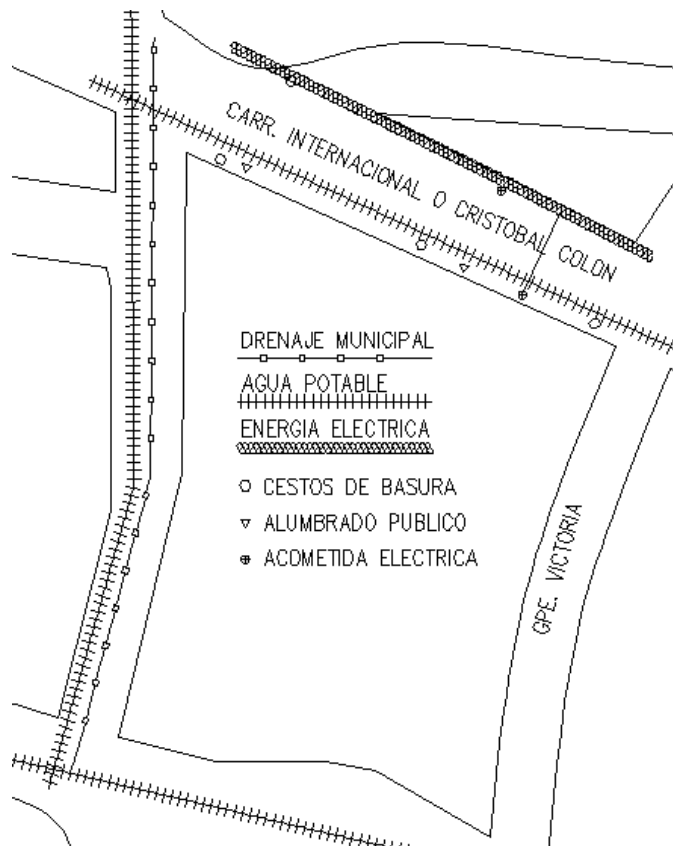 CARR. INTERNACIONAL O CRISTOBAL COLON
DRENAJE MUNICIPAL
AGUA POTABLE
ENERGIA ELECTRICA
CESTOS DE BASURA
ALUMBRADO PUBLICO
ACOMETIDA ELECTRICA
GPE. VICTORIA